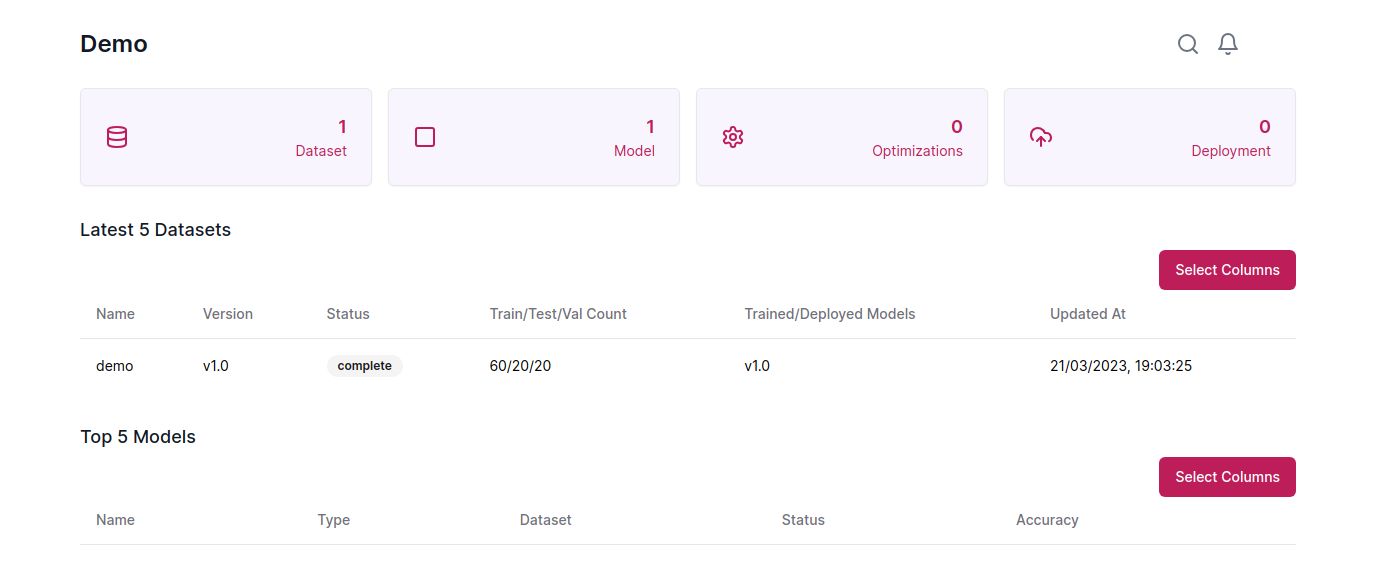 Demo
1
Dataset
1
Model
0
Optimizations
0
Deployment
Latest 5 Datasets
Select Columns
Name Version Status Train/Test/Val Count Trained/Deployed Models Updated At
demo v1.0 complete 60/20/20 v1.0 21/03/2023, 19:03:25
Top 5 Models
Select Columns
Name Type Dataset Status Accuracy